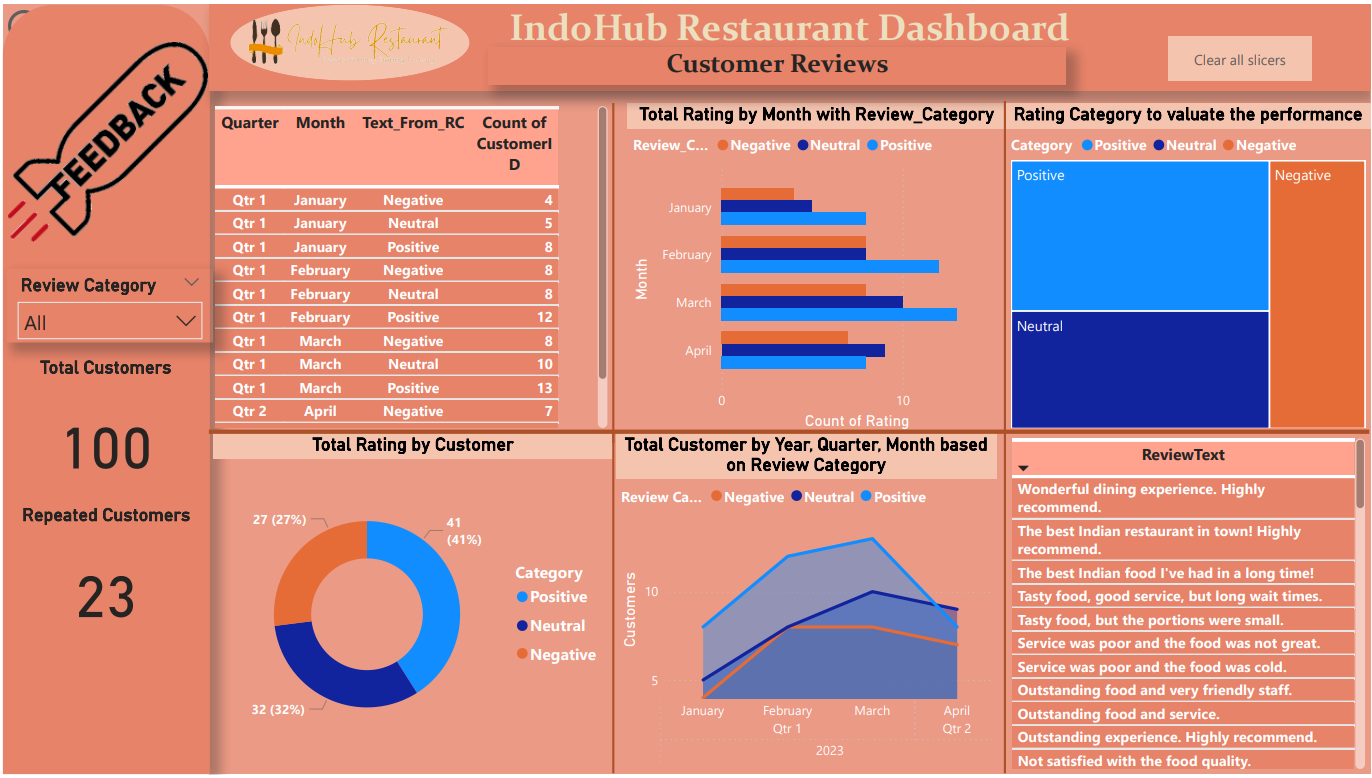 IndoHub Restaurant
IndoHub Restaurant Dashboard
Customer Reviews
Clear all slicers
FEEDBACK
Review Category
All
Total Customers
100
Repeated Customers
23
Quarter Month Text_From_RC Count of
CustomerI
D
Qtr 1 January Negative 4
Qtr 1 January Neutral 5
Qtr 1 January Positive 8
Qtr 1 February Negative 8
Qtr 1 February Neutral 8
Qtr 1 February Positive 12
Qtr 1 March Negative 8
Qtr 1 March Neutral 10
Qtr 1 March Positive 13
Qtr 2 April Negative 7
Total Rating by Month with Review_Category
Review_C... Negative Neutral Positive
Month
January
February
March
April
0 10
Count of Rating
Rating Category to valuate the performance
Category Positive Neutral Negative
Positive
Negative
Neutral
Total Rating by Customer
27 (27%)
41
(41%)
32 (32%)
Category
Positive
Neutral
Negative
Total Customer by Year, Quarter, Month based
on Review Category
Review Ca... Negative Neutral Positive
Customers
10
5
January February March April
Qtr 1 Qtr 2
2023
ReviewText
Wonderful dining experience. Highly
recommend.
The best Indian restaurant in town! Highly
recommend.
The best Indian food I've had in a long time!
Tasty food, good service, but long wait times.
Tasty food, but the portions were small.
Service was poor and the food was not great.
Service was poor and the food was cold.
Outstanding food and very friendly staff.
Outstanding food and service.
Outstanding experience. Highly recommend.
Not satisfied with the food quality.